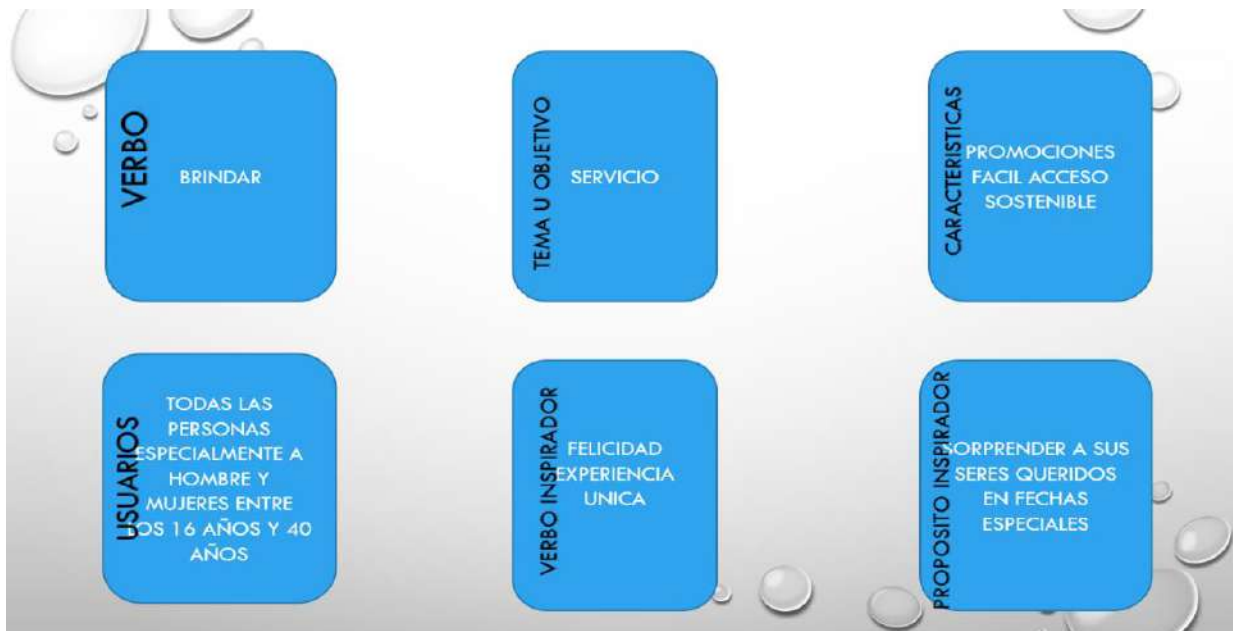 VERBO
BRINDAR
TEMA U OBJETIVO
SERVICIO
CARACTERISTICAS
PROMOCIONES
FACIL ACCESO
SOSTENIBLE
USUARIOS
TODAS LAS
PERSONAS
ESPECIALMENTE A
HOMBRE Y
MUJERES ENTRE
LOS 16 AÑOS Y 40
AÑOS
VERBO INSPIRADOR
FELICIDAD
EXPERIENCIA
UNICA
PROPOSITO INSPIRADOR
SORPRENDER A SUS
SERES QUERIDOS
EN FECHAS
ESPECIALES